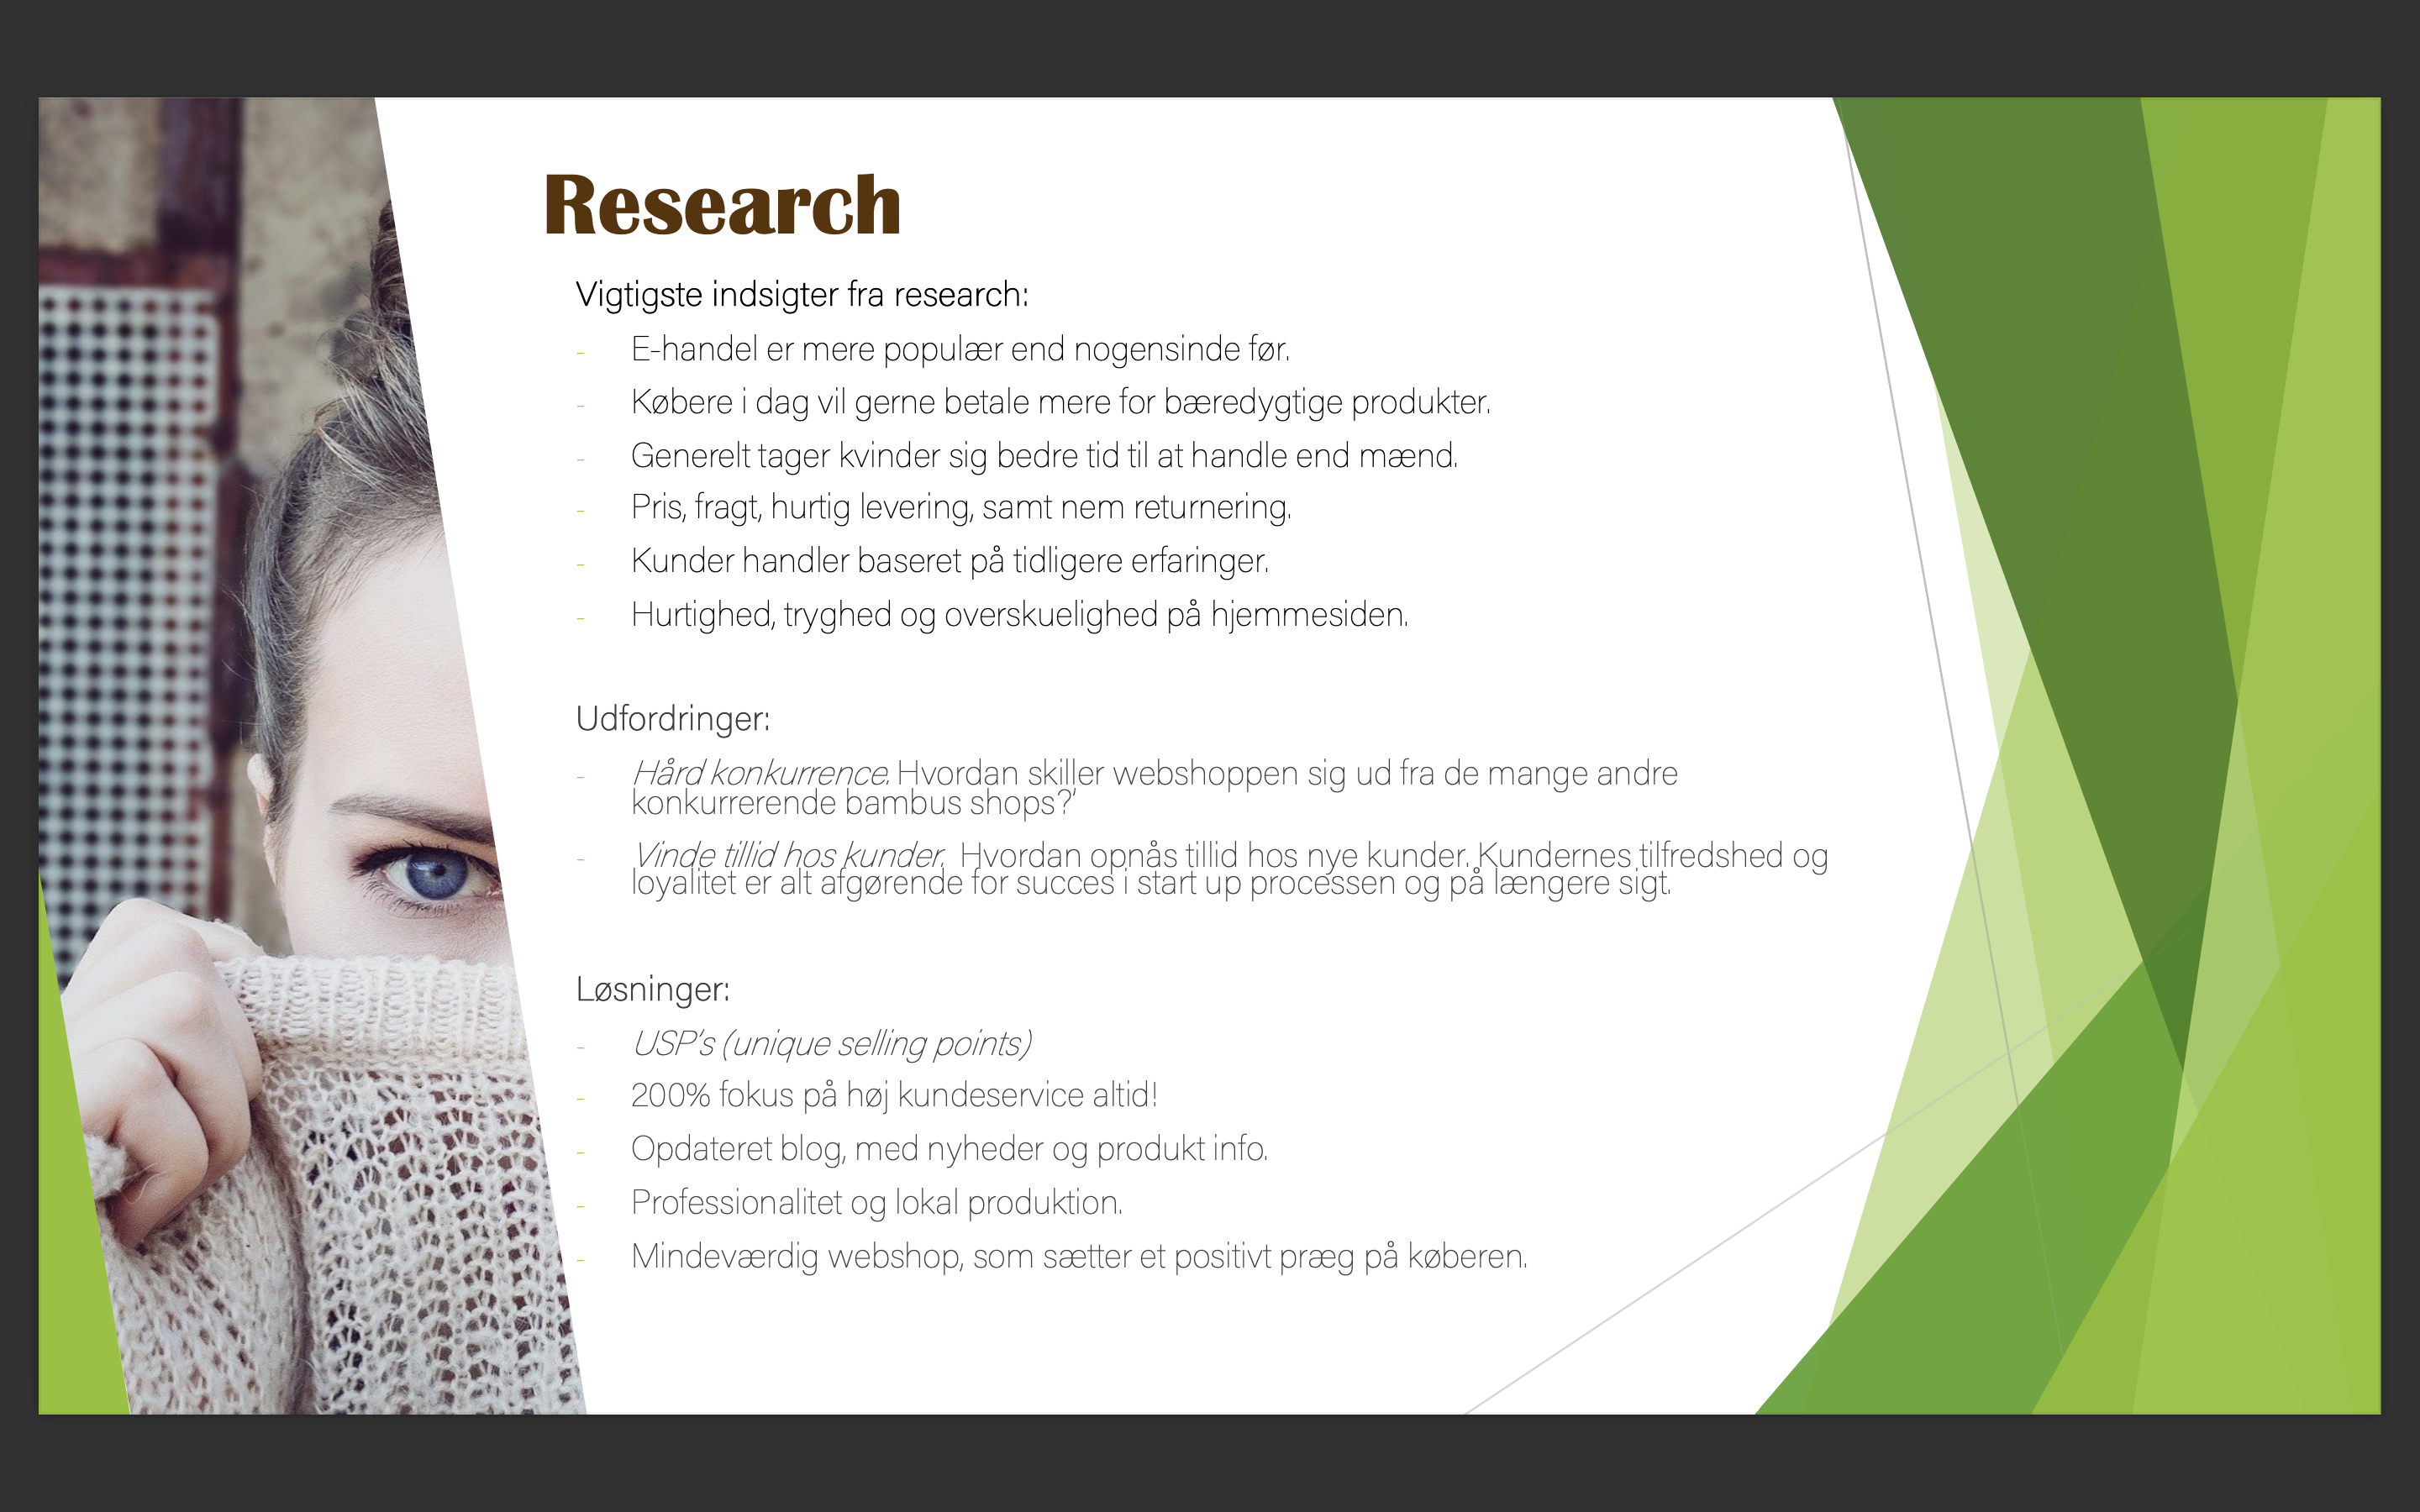 Research
Vigtigste indsigter fra research:
- E-handel er mere populær end nogensinde før.
- Købere i dag vil gerne betale mere for bæredygtige produkter.
- Generelt tager kvinder sig bedre tid til at handle end mænd.
- Pris, fragt, hurtig levering, samt nem returnering.
- Kunder handler baseret på tidligere erfaringer.
- Hurtighed, tryghed og overskuelighed på hjemmesiden.
Udfordringer:
- Hård konkurrence. Hvordan skiller webshoppen sig ud fra de mange andre
konkurrerende bambus shops?'
- Vinde tillid hos kunder. Hvordan opnås tillid hos nye kunder. Kundernes tilfredshed og
loyalitet er alt afgørende for succes i start up processen og på længere sigt.
Løsninger:
- USP's (unique selling points)
- 200% fokus på høj kundeservice altid!
- Opdateret blog, med nyheder og produkt info.
- Professionalitet og lokal produktion.
- Mindeværdig webshop, som sætter et positivt præg på køberen.